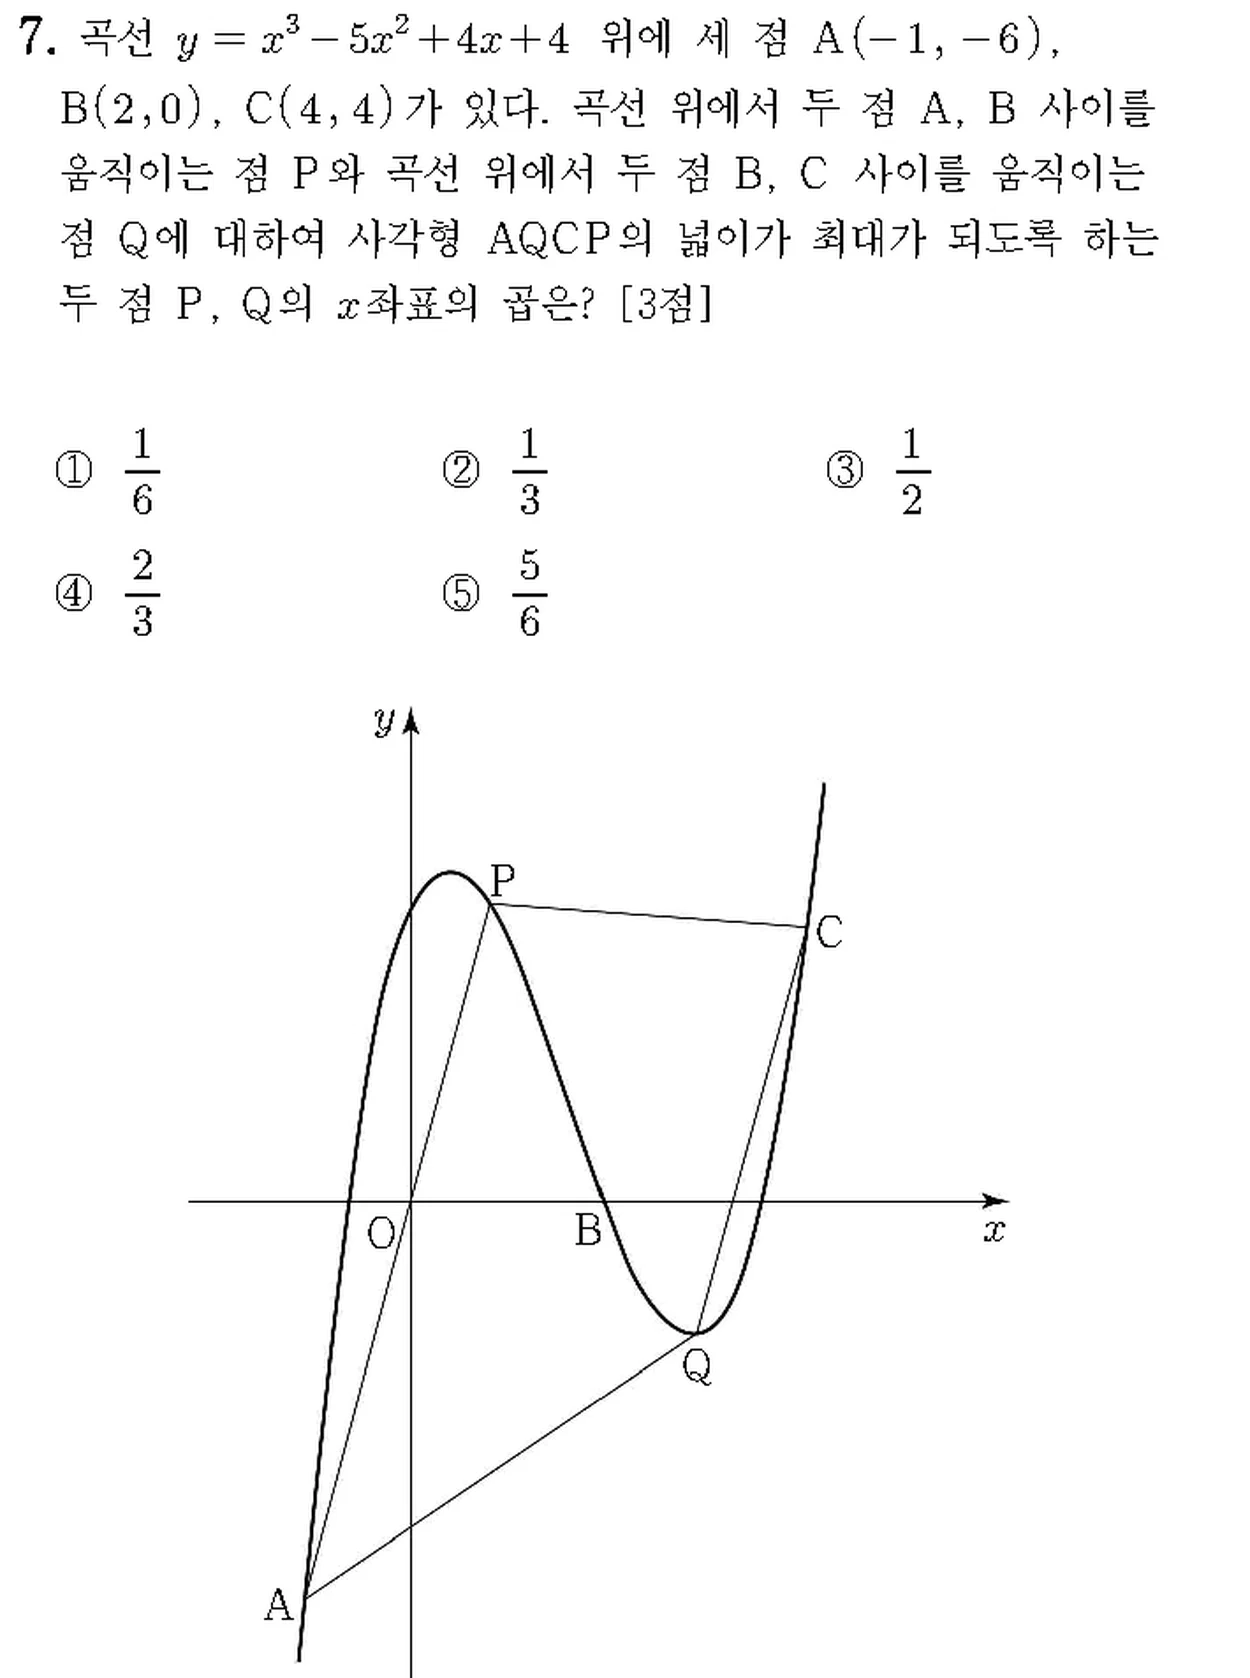 7. 곡선 y = x³ − 5x² + 4x + 4 위에 세 점 A(−1, −6),
B(2, 0), C(4, 4)가 있다. 곡선 위에서 두 점 A, B 사이를
움직이는 점 P와 곡선 위에서 두 점 B, C 사이를 움직이는
점 Q에 대하여 사각형 AQCP의 넓이가 최대가 되도록 하는
두 점 P, Q의 x좌표의 곱은? [3점]
① 1/6 ② 1/3 ③ 1/2
④ 2/3 ⑤ 5/6
y
P
C
O B x
Q
A